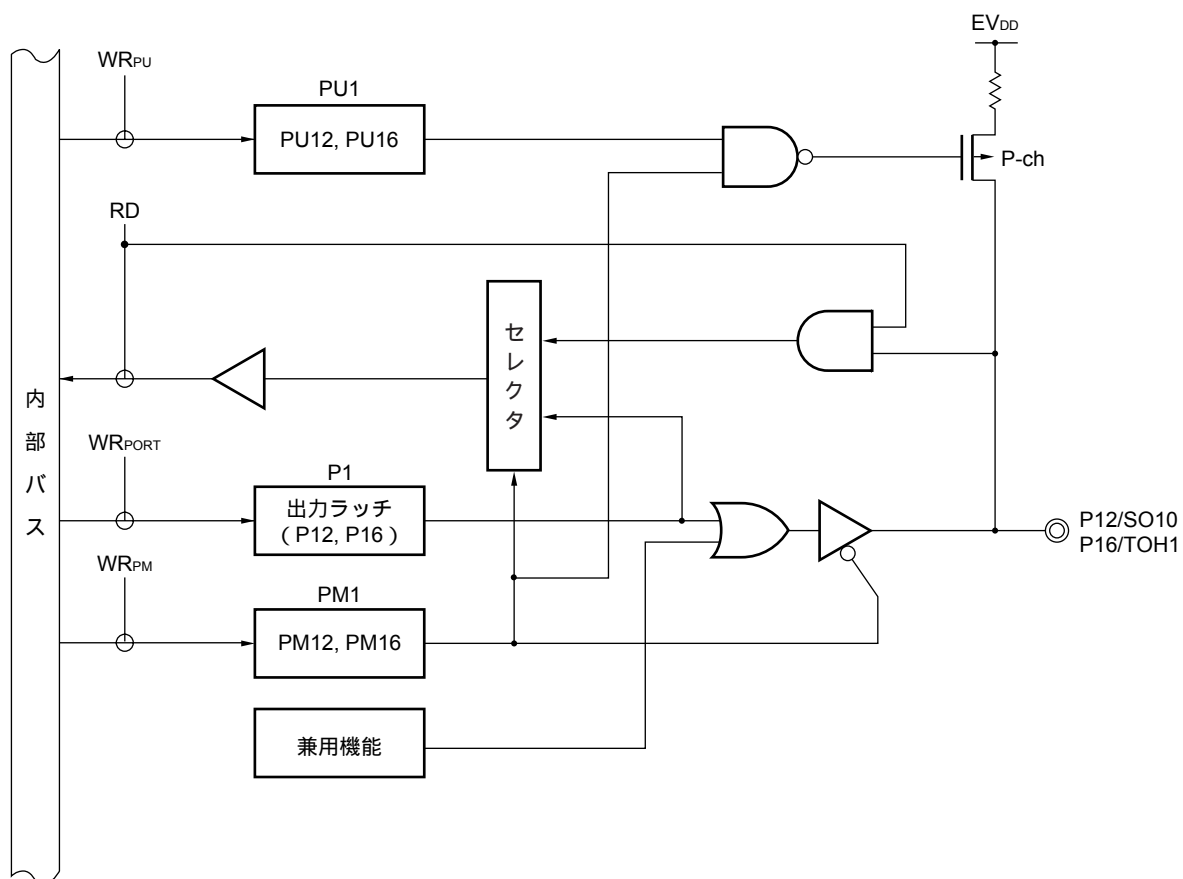 EVDD
WRPU
PU1
PU12, PU16
P-ch
RD
セレクタ
内部バス
WRPORT
P1
出力ラッチ
( P12, P16 )
P12/SO10
P16/TOH1
WRPM
PM1
PM12, PM16
兼用機能